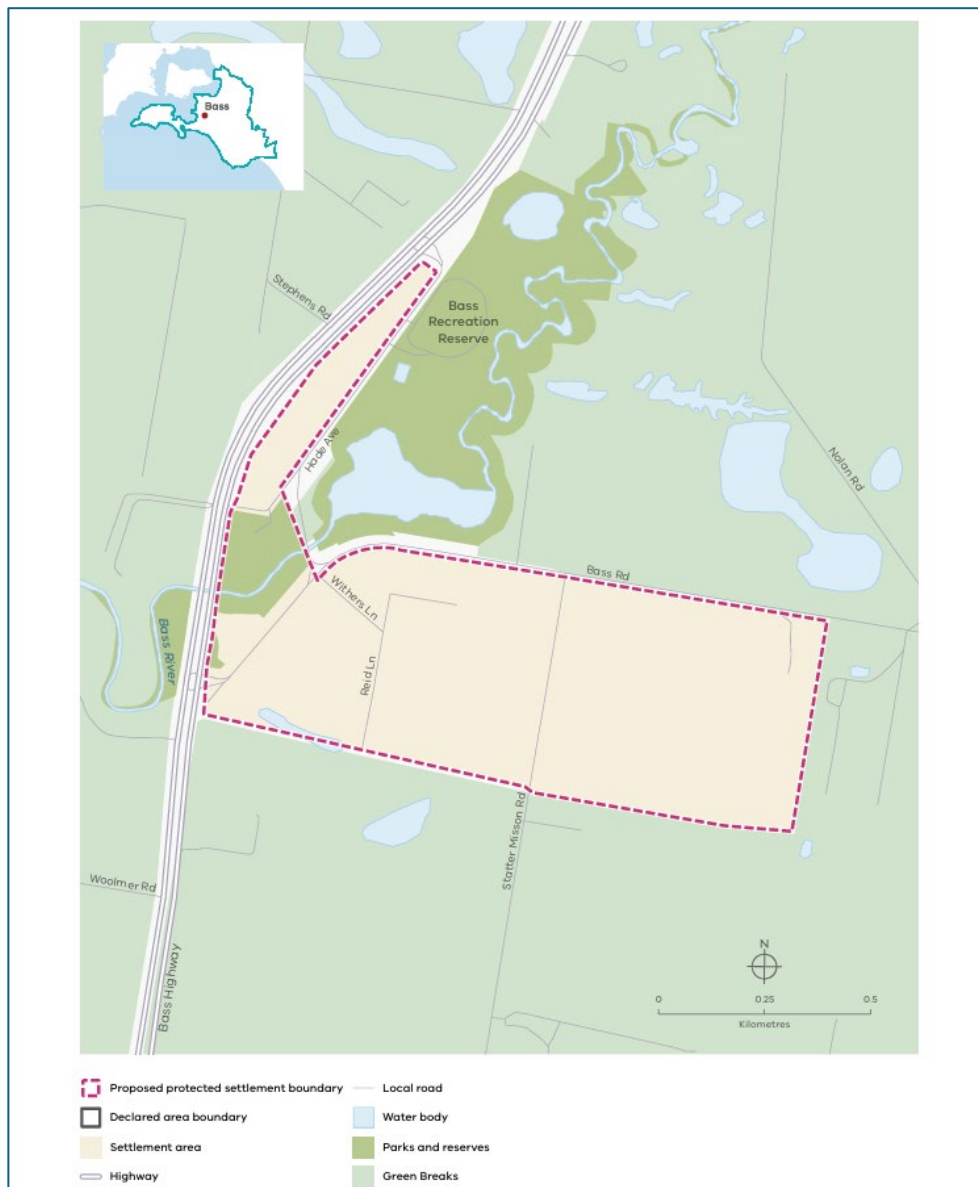 Bass
Stephens Rd
Bass
Recreation
Reserve
Hade Ave
Nolan Rd
Bass Rd
Withers Ln
Bass River
Reid Ln
Statter Misson Rd
Woolmer Rd
Bass Highway
N
0 0.25 0.5
Kilometres
Proposed protected settlement boundary
Local road
Declared area boundary
Water body
Settlement area
Parks and reserves
Highway
Green Breaks